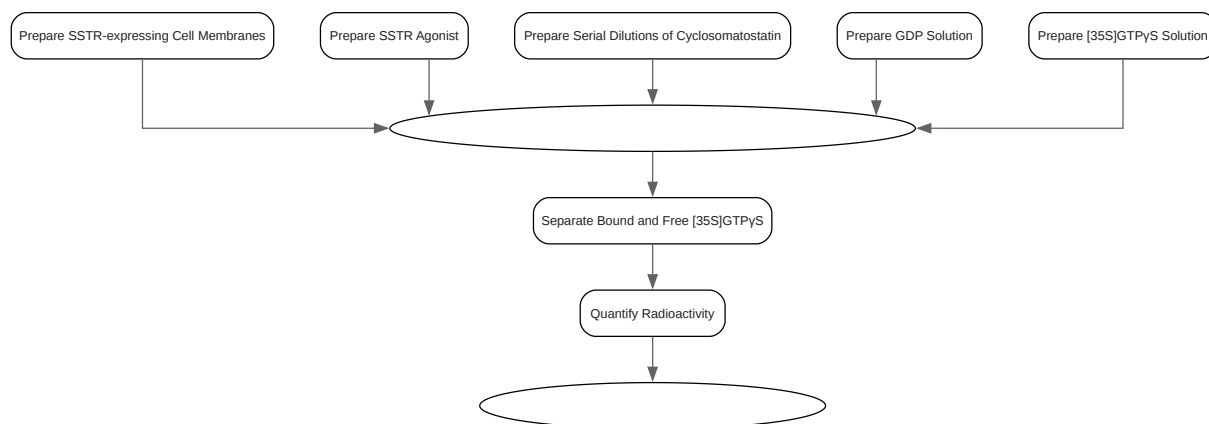 Prepare SSTR-expressing Cell Membranes
Prepare SSTR Agonist
Prepare Serial Dilutions of Cyclosomatostatin
Prepare GDP Solution
Prepare [35S]GTPγS Solution
Separate Bound and Free [35S]GTPγS
Quantify Radioactivity